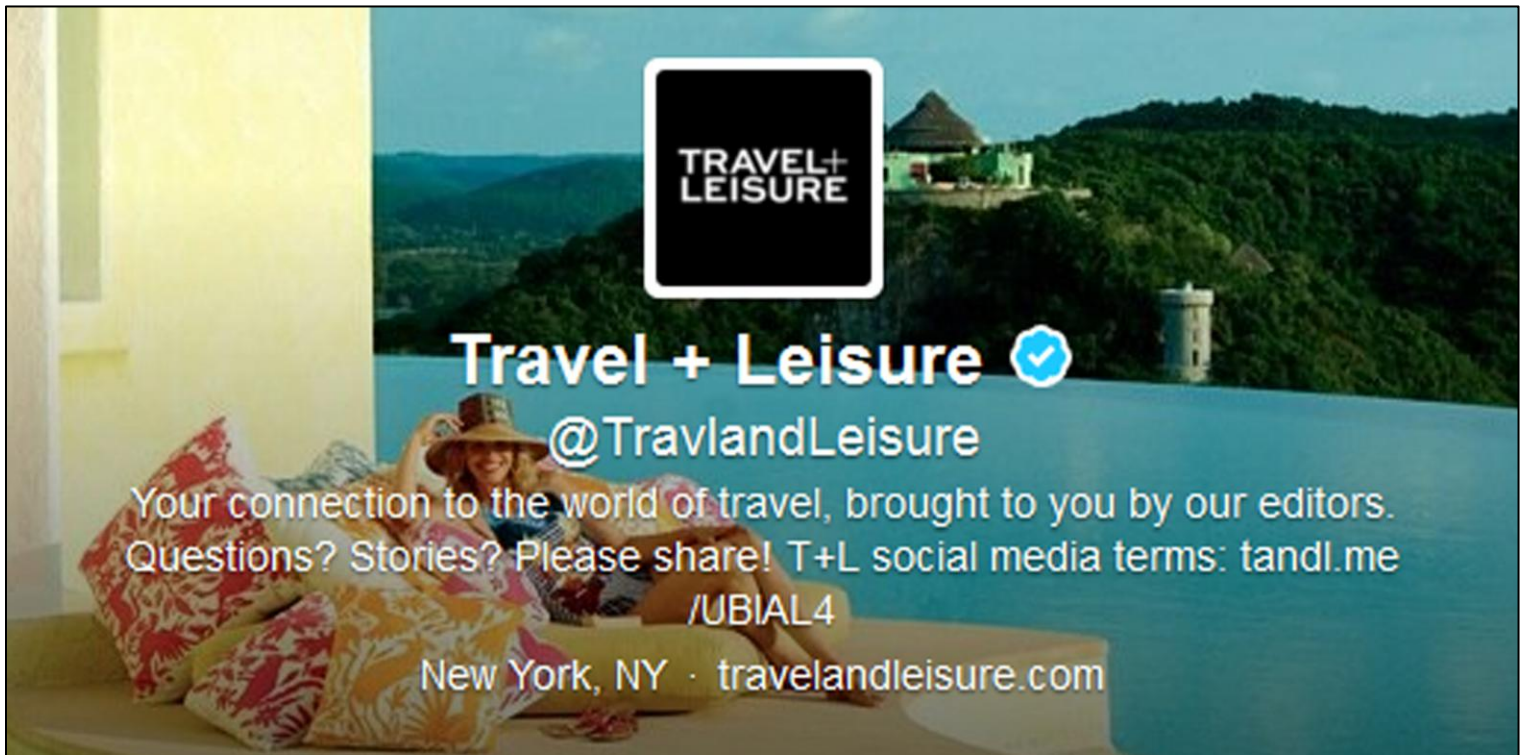 TRAVEL+
LEISURE
Travel + Leisure
@TravlandLeisure
Your connection to the world of travel, brought to you by our editors.
Questions? Stories? Please share! T+L social media terms: tandl.me
/UBIAL4
New York, NY · travelandleisure.com